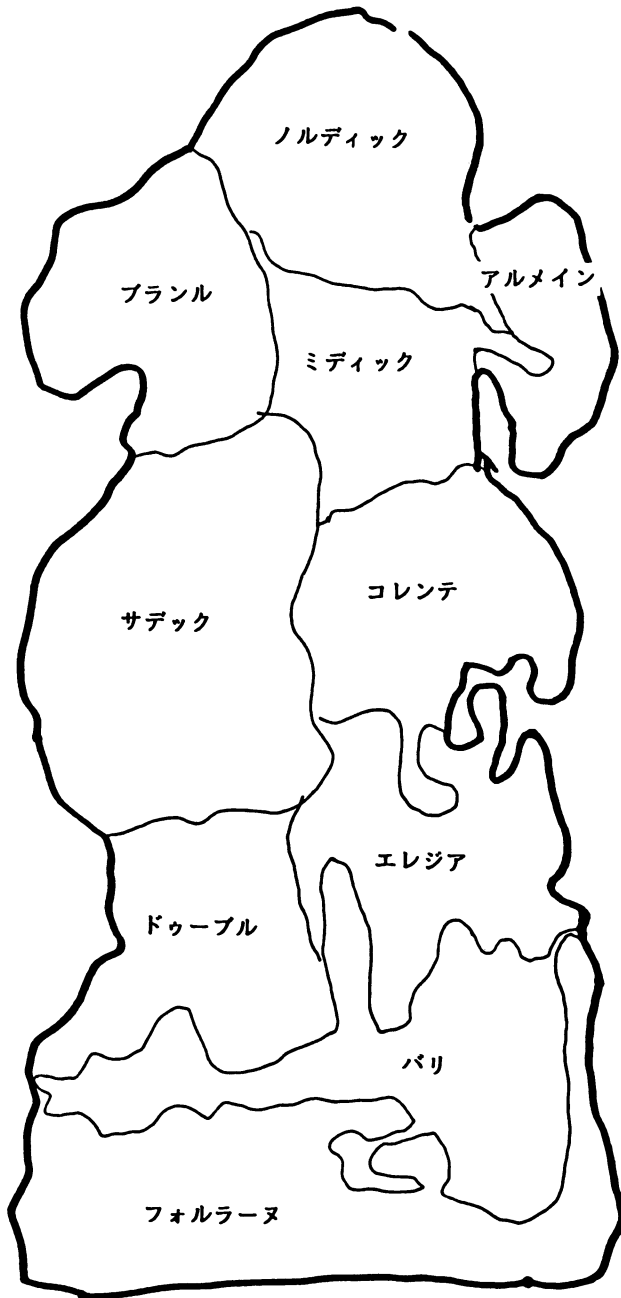 ノルディック
アルメイン
ブランル
ミディック
コレンテ
サデック
エレジア
ドゥーブル
バリ
フォルラーヌ